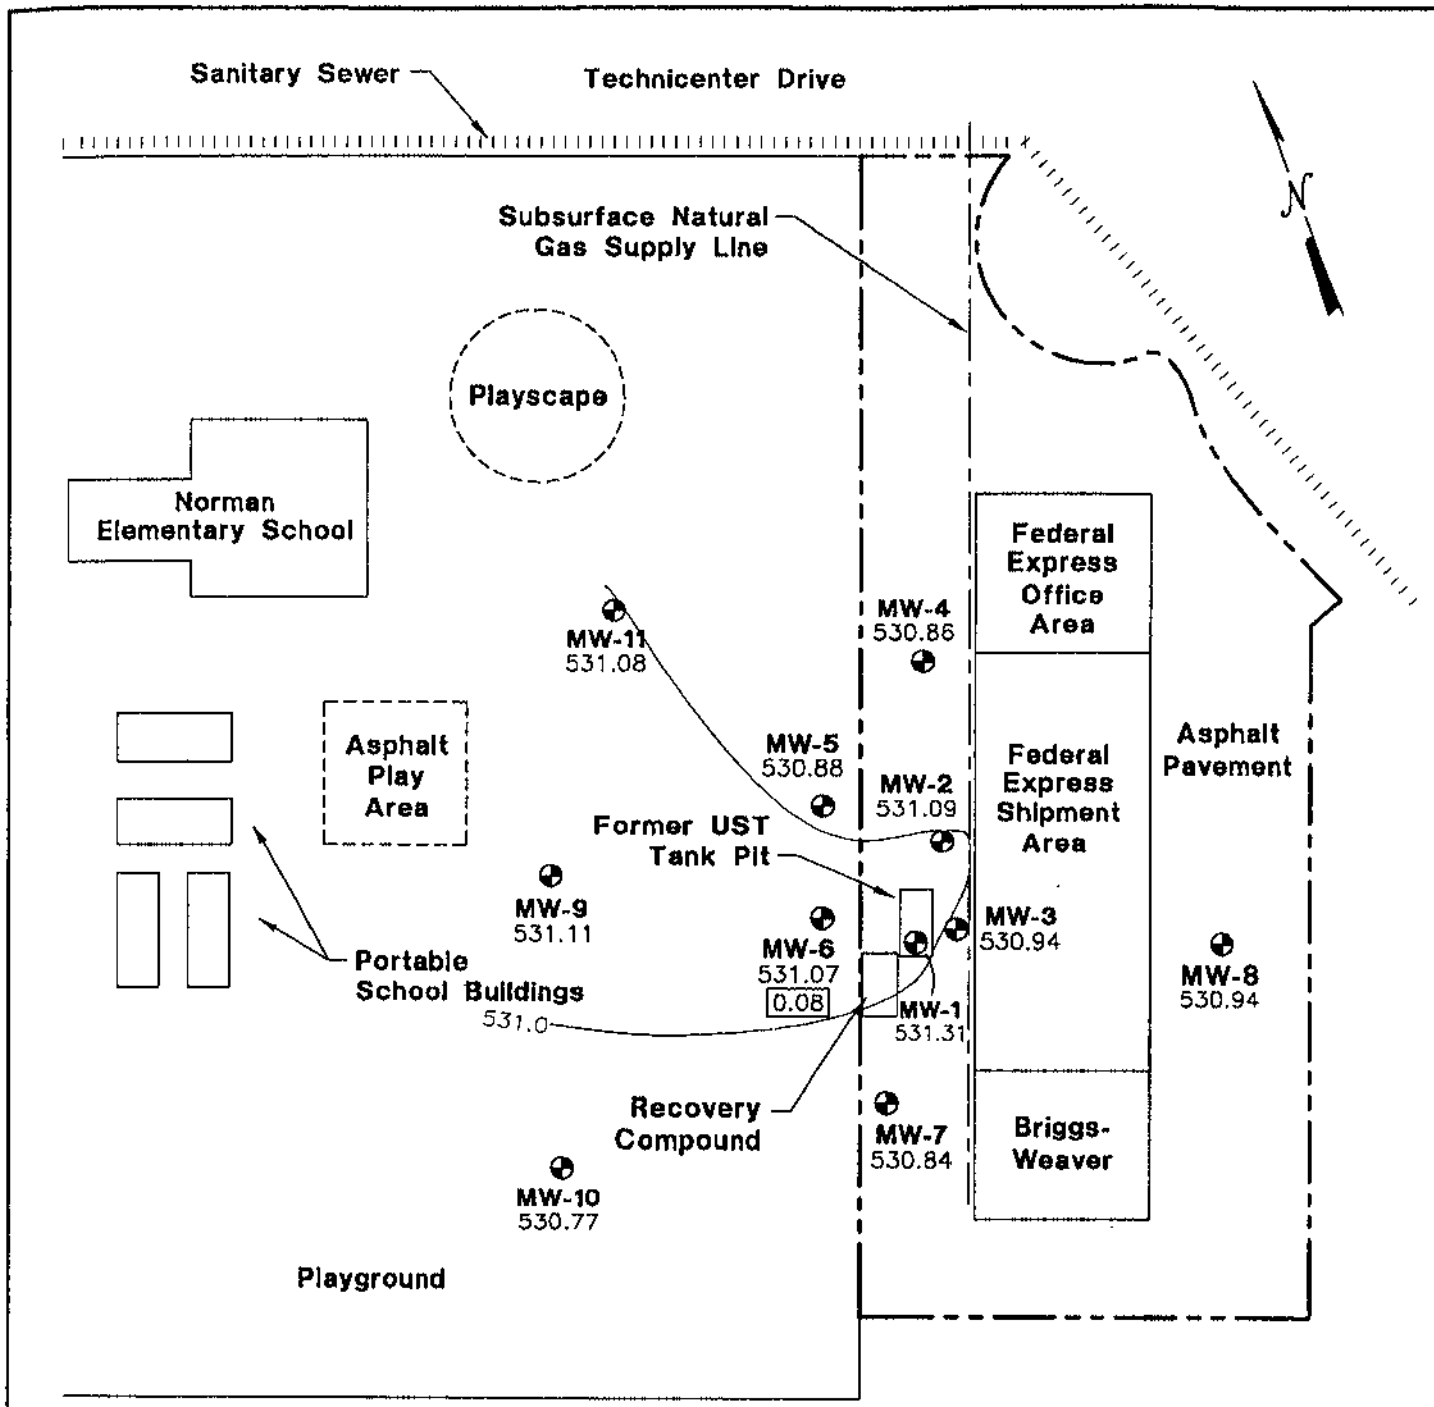 Sanitary Sewer
Technicenter Drive
N
Subsurface Natural
Gas Supply Line
Playscape
Norman
Elementary School
Federal
Express
Office
Area
MW-4
530.86
MW-11
531.08
Asphalt
Play
Area
MW-5
530.88
MW-2
531.09
Federal
Express
Shipment
Area
Asphalt
Pavement
Former UST
Tank Pit
MW-9
531.11
MW-6
531.07
0.08
MW-3
530.94
MW-8
530.94
Portable
School Buildings
531.0
MW-1
531.31
Recovery
Compound
MW-7
530.84
Briggs-
Weaver
MW-10
530.77
Playground